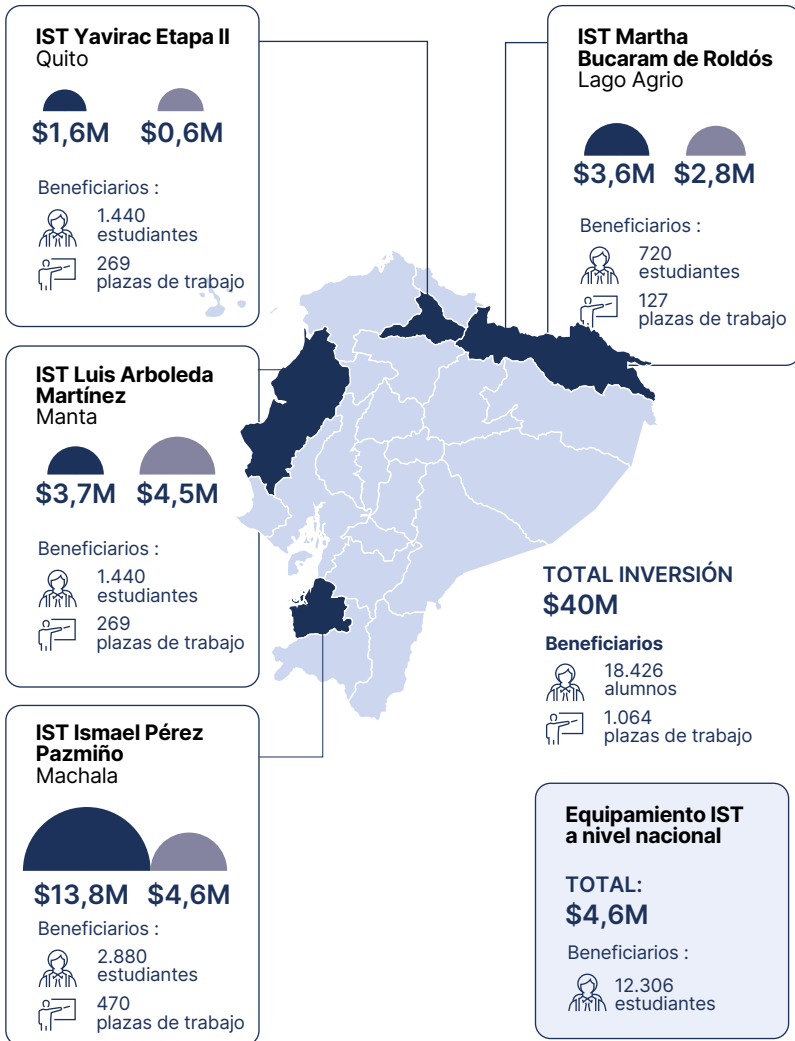 IST Yavirac Etapa II
Quito
$1,6M $0,6M
Beneficiarios :
1.440
estudiantes
269
plazas de trabajo
IST Martha
Bucaram de Roldós
Lago Agrio
$3,6M $2,8M
Beneficiarios :
720
estudiantes
127
plazas de trabajo
IST Luis Arboleda
Martínez
Manta
$3,7M $4,5M
Beneficiarios :
1.440
estudiantes
269
plazas de trabajo
TOTAL INVERSIÓN
$40M
Beneficiarios
18.426
alumnos
1.064
plazas de trabajo
IST Ismael Pérez
Pazmiño
Machala
$13,8M $4,6M
Beneficiarios :
2.880
estudiantes
470
plazas de trabajo
Equipamiento IST
a nivel nacional
TOTAL:
$4,6M
Beneficiarios :
12.306
estudiantes